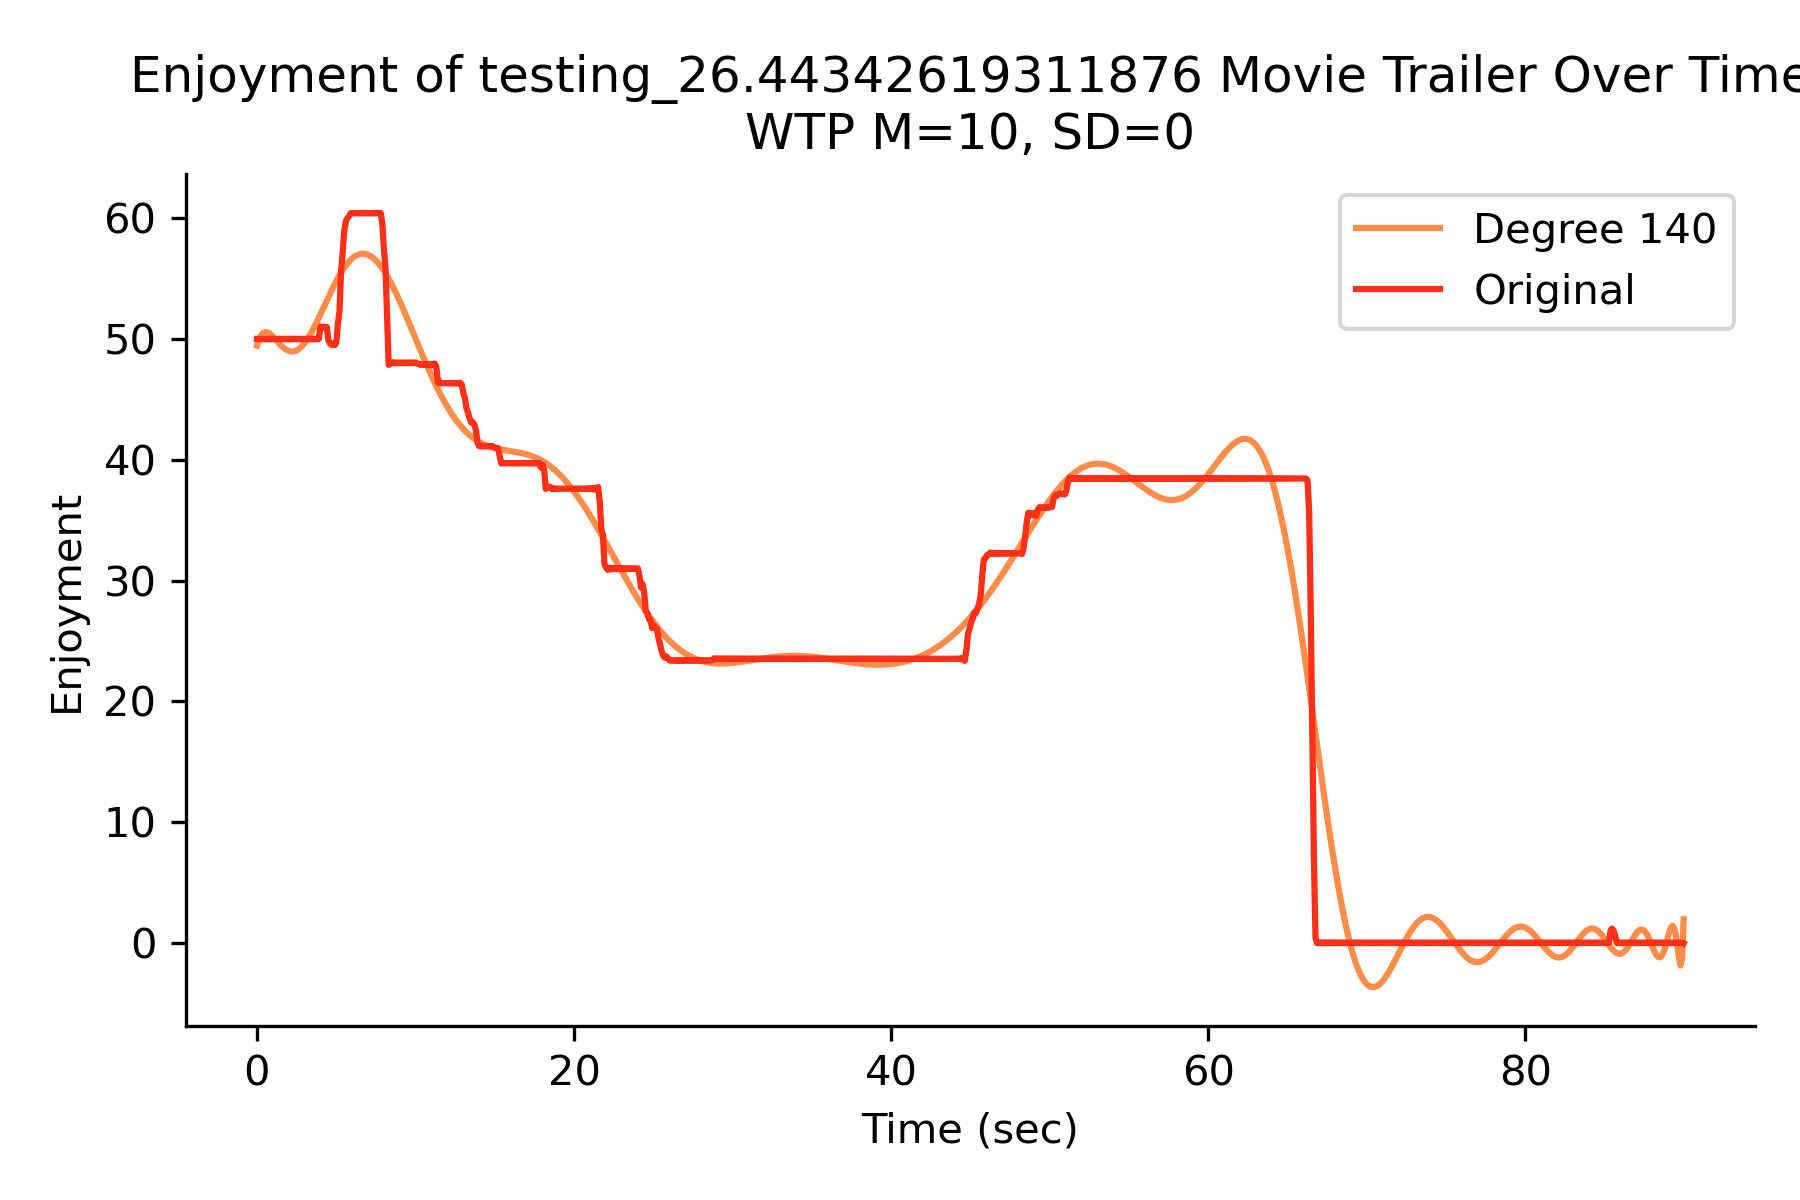 Enjoyment of testing_26.44342619311876 Movie Trailer Over Time
WTP M=10, SD=0
Degree 140
Original
60
50
40
30
20
10
0
Enjoyment
0 20 40 60 80
Time (sec)